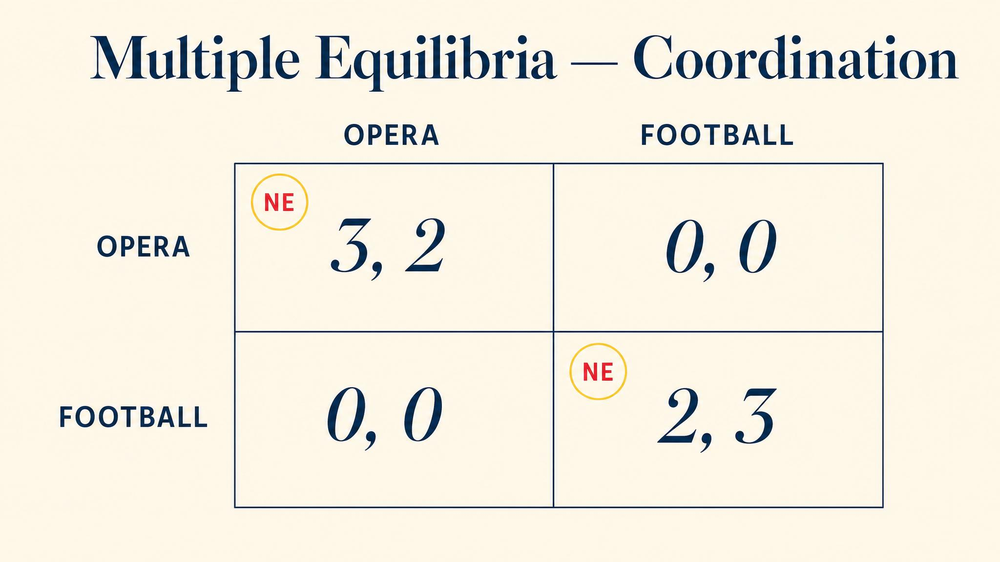 Multiple Equilibria — Coordination
OPERA FOOTBALL
NE
OPERA 3, 2 0, 0
NE
FOOTBALL 0, 0 2, 3